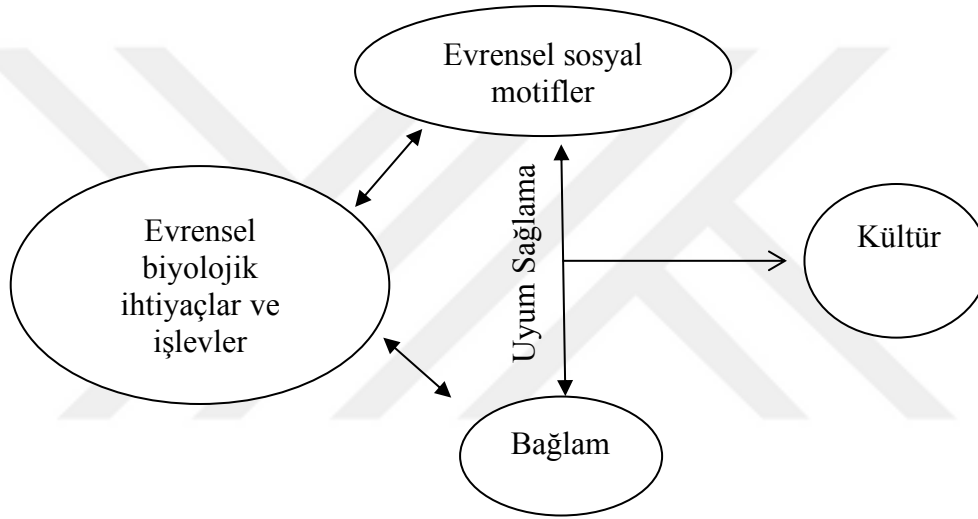 Evrensel sosyal
motifler
Evrensel
biyolojik
ihtiyaçlar ve
işlevler
Uyum Sağlama
Kültür
Bağlam